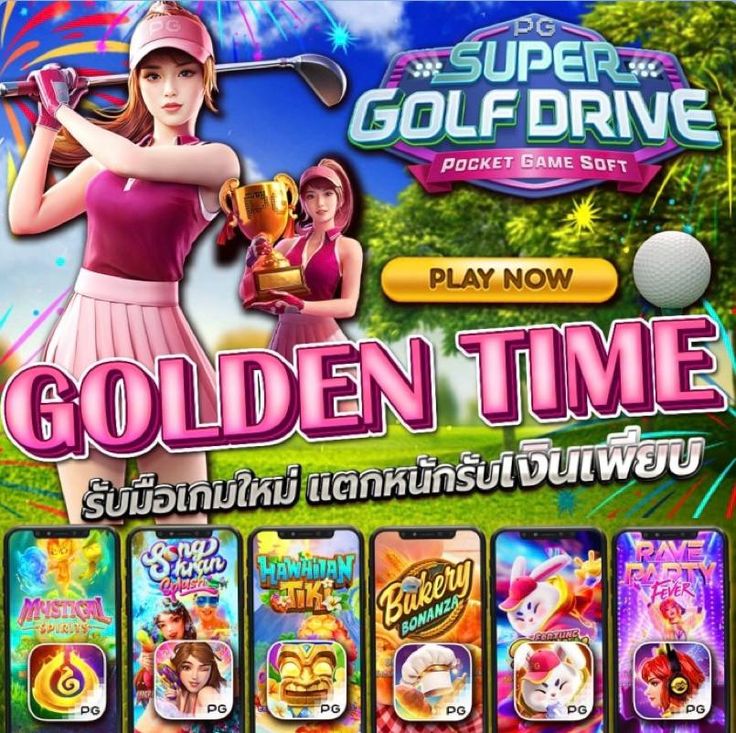 PG
PG
SUPER
GOLF DRIVE
POCKET GAME SOFT
PLAY NOW
GOLDEN TIME
รับมือเกมใหม่ แตกหนักรับเงินเพียบ
MYSTICAL
SPIRITS
PG
Songkran
Splash
PG
HAWAIIAN
TIKI
PG
Bakery
BONANZA
PG
FORTUNE
PG
RAVE
PARTY
FEVER
PG